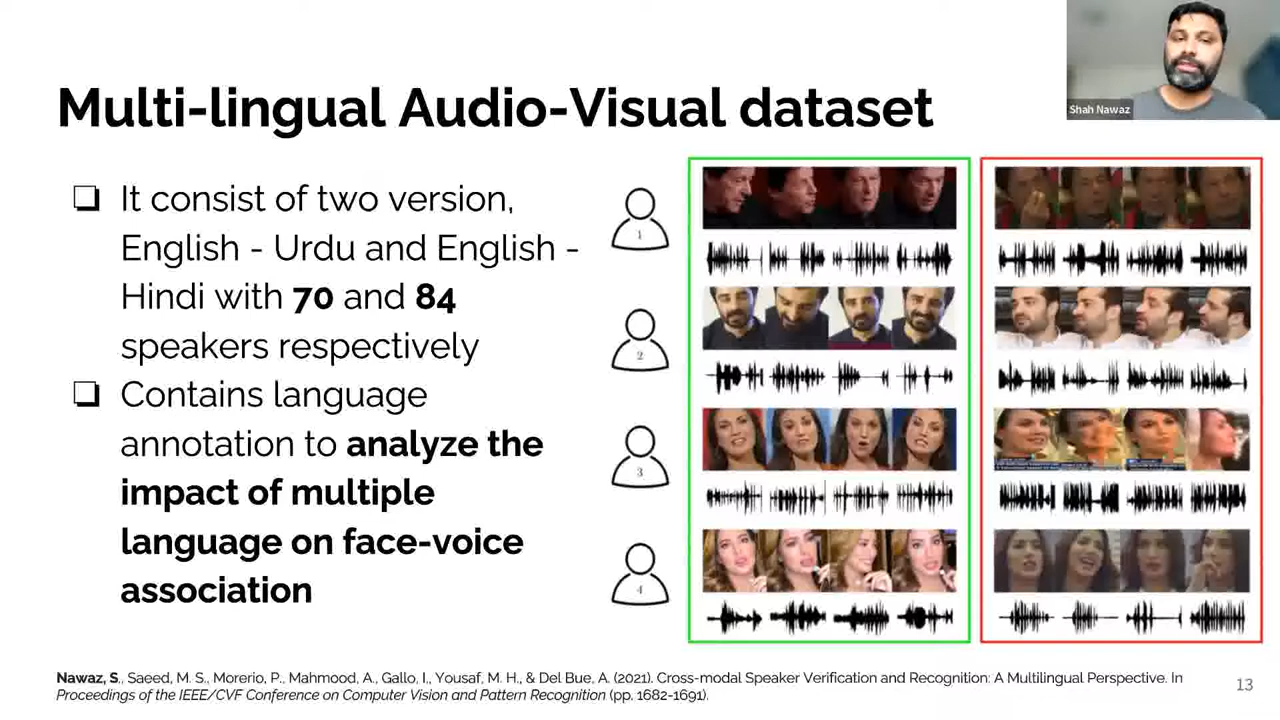 Shah Nawaz
Multi-lingual Audio-Visual dataset
❏ It consist of two version,
English - Urdu and English -
Hindi with 70 and 84
speakers respectively
❏ Contains language
annotation to analyze the
impact of multiple
language on face-voice
association
1
2
3
4
Nawaz, S., Saeed, M. S., Morerio, P., Mahmood, A., Gallo, I., Yousaf, M. H., & Del Bue, A. (2021). Cross-modal Speaker Verification and Recognition: A Multilingual Perspective. In
Proceedings of the IEEE/CVF Conference on Computer Vision and Pattern Recognition (pp. 1682-1691).
13